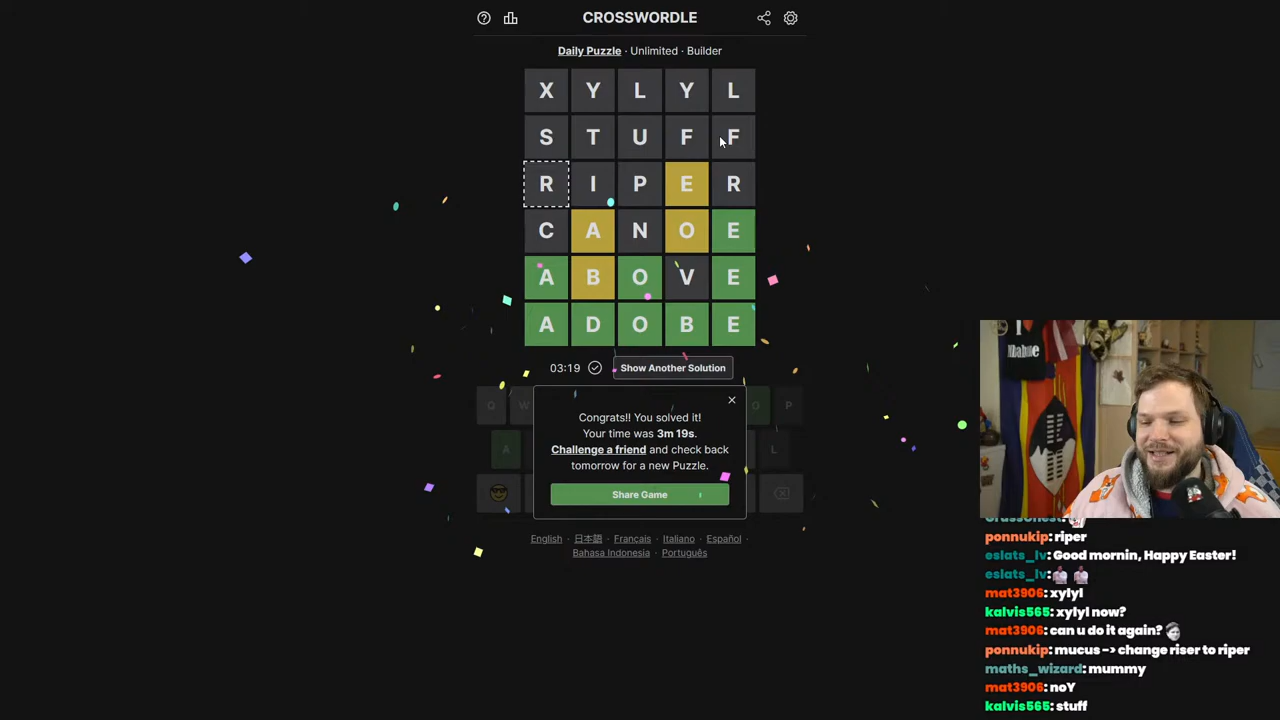 CROSSWORDLE
Daily Puzzle · Unlimited · Builder
X Y L Y L
S T U F F
R I P E R
C A N O E
A B O V E
A D O B E
03:19 Show Another Solution
O P
A L
Congrats!! You solved it!
Your time was 3m 19s.
Challenge a friend and check back
tomorrow for a new Puzzle.
Share Game
English 日本語 Français Italiano Español
Bahasa Indonesia Português
ponnukip: riper
eslats_lv: Good mornin, Happy Easter!
eslats_lv:
mat3906: xylyl
kalvis565: xylyl now?
mat3906: can u do it again?
ponnukip: mucus -> change riser to riper
maths_wizard: mummy
mat3906: noY
kalvis565: stuff